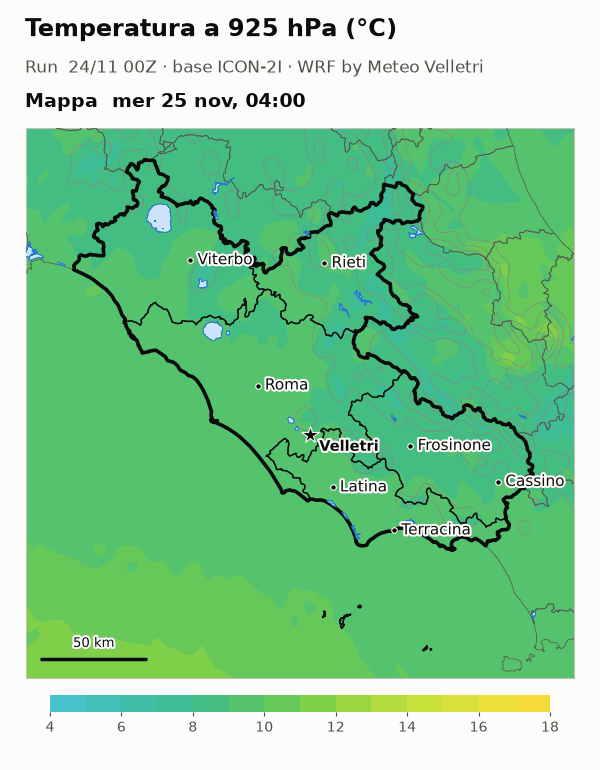 Temperatura a 925 hPa (°C)
Run  24/11 00Z · base ICON-2I · WRF by Meteo Velletri
Mappa  mer 25 nov, 04:00
Viterbo
Rieti
Roma
Velletri
Frosinone
Cassino
Latina
Terracina
50 km
4 6 8 10 12 14 16 18